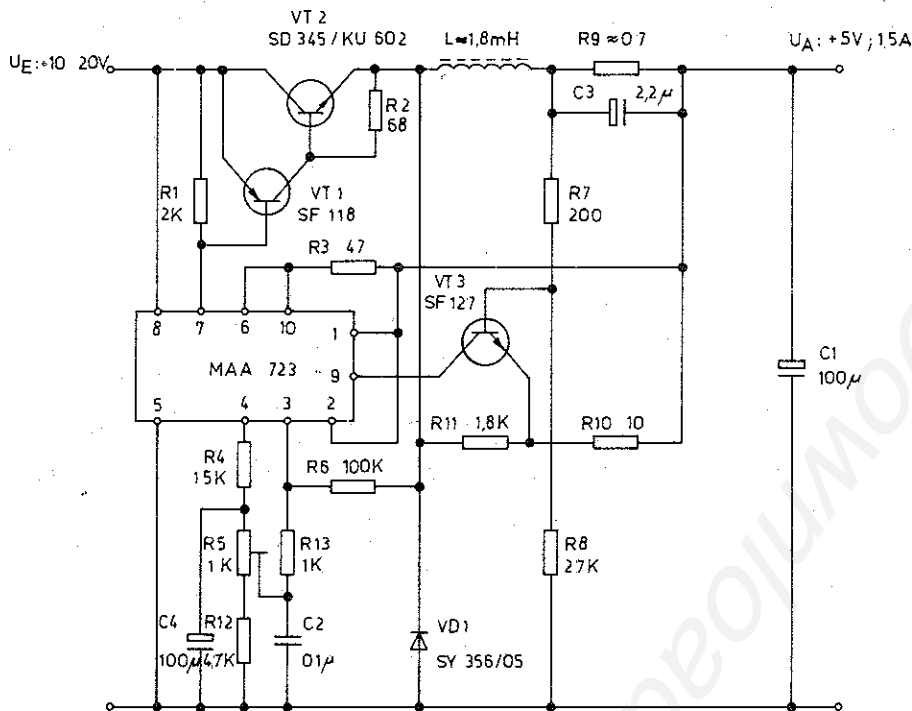 VT 2
SD 345 / KU 602
L≈1,8mH
R9 ≈0 7
U_A: +5V ; 1,5A
U_E: +10 20V
C3 2,2µ
R2
68
R1
2K
VT 1
SF 118
R7
200
R3 47
VT 3
SF 127
8 7 6 10
1
MAA 723
9
5 4 3 2
C1
100µ
R11 1,8K
R10 10
R4
15K
R6 100K
R5
1K
R13
1K
R8
27K
C4
100µ
R12
4,7K
C2
01µ
VD1
SY 356/05
ownloa